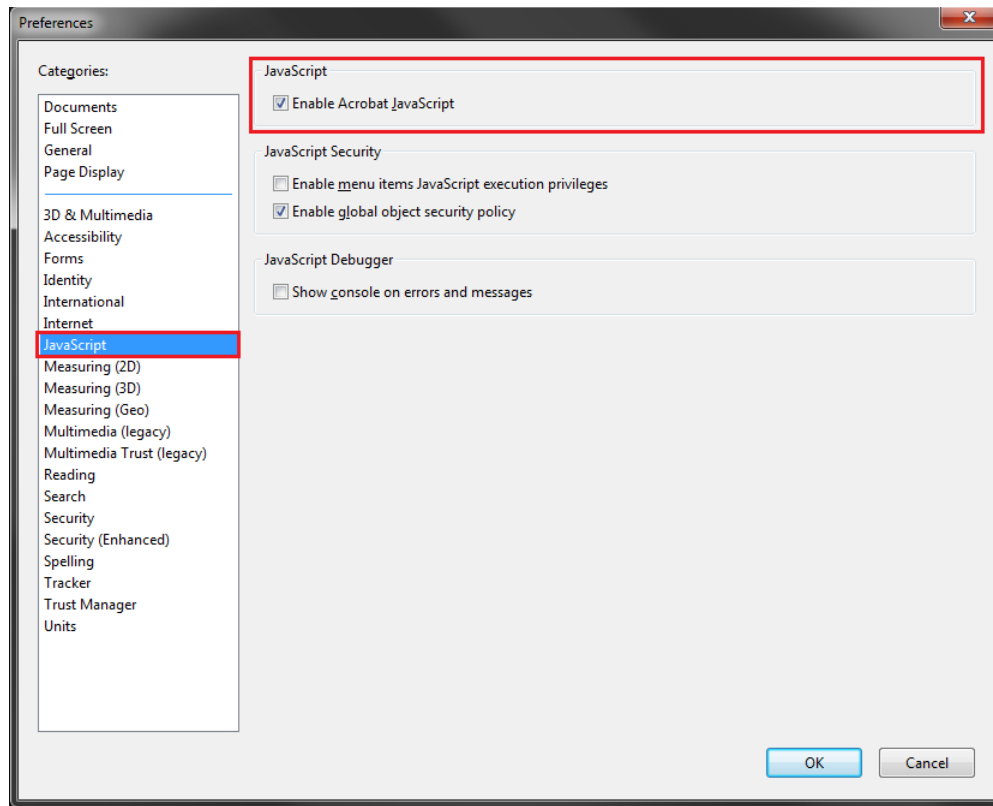 Preferences
Categories:
Documents
Full Screen
General
Page Display
3D & Multimedia
Accessibility
Forms
Identity
International
Internet
JavaScript
Measuring (2D)
Measuring (3D)
Measuring (Geo)
Multimedia (legacy)
Multimedia Trust (legacy)
Reading
Search
Security
Security (Enhanced)
Spelling
Tracker
Trust Manager
Units
JavaScript
Enable Acrobat JavaScript
JavaScript Security
Enable menu items JavaScript execution privileges
Enable global object security policy
JavaScript Debugger
Show console on errors and messages
OK
Cancel